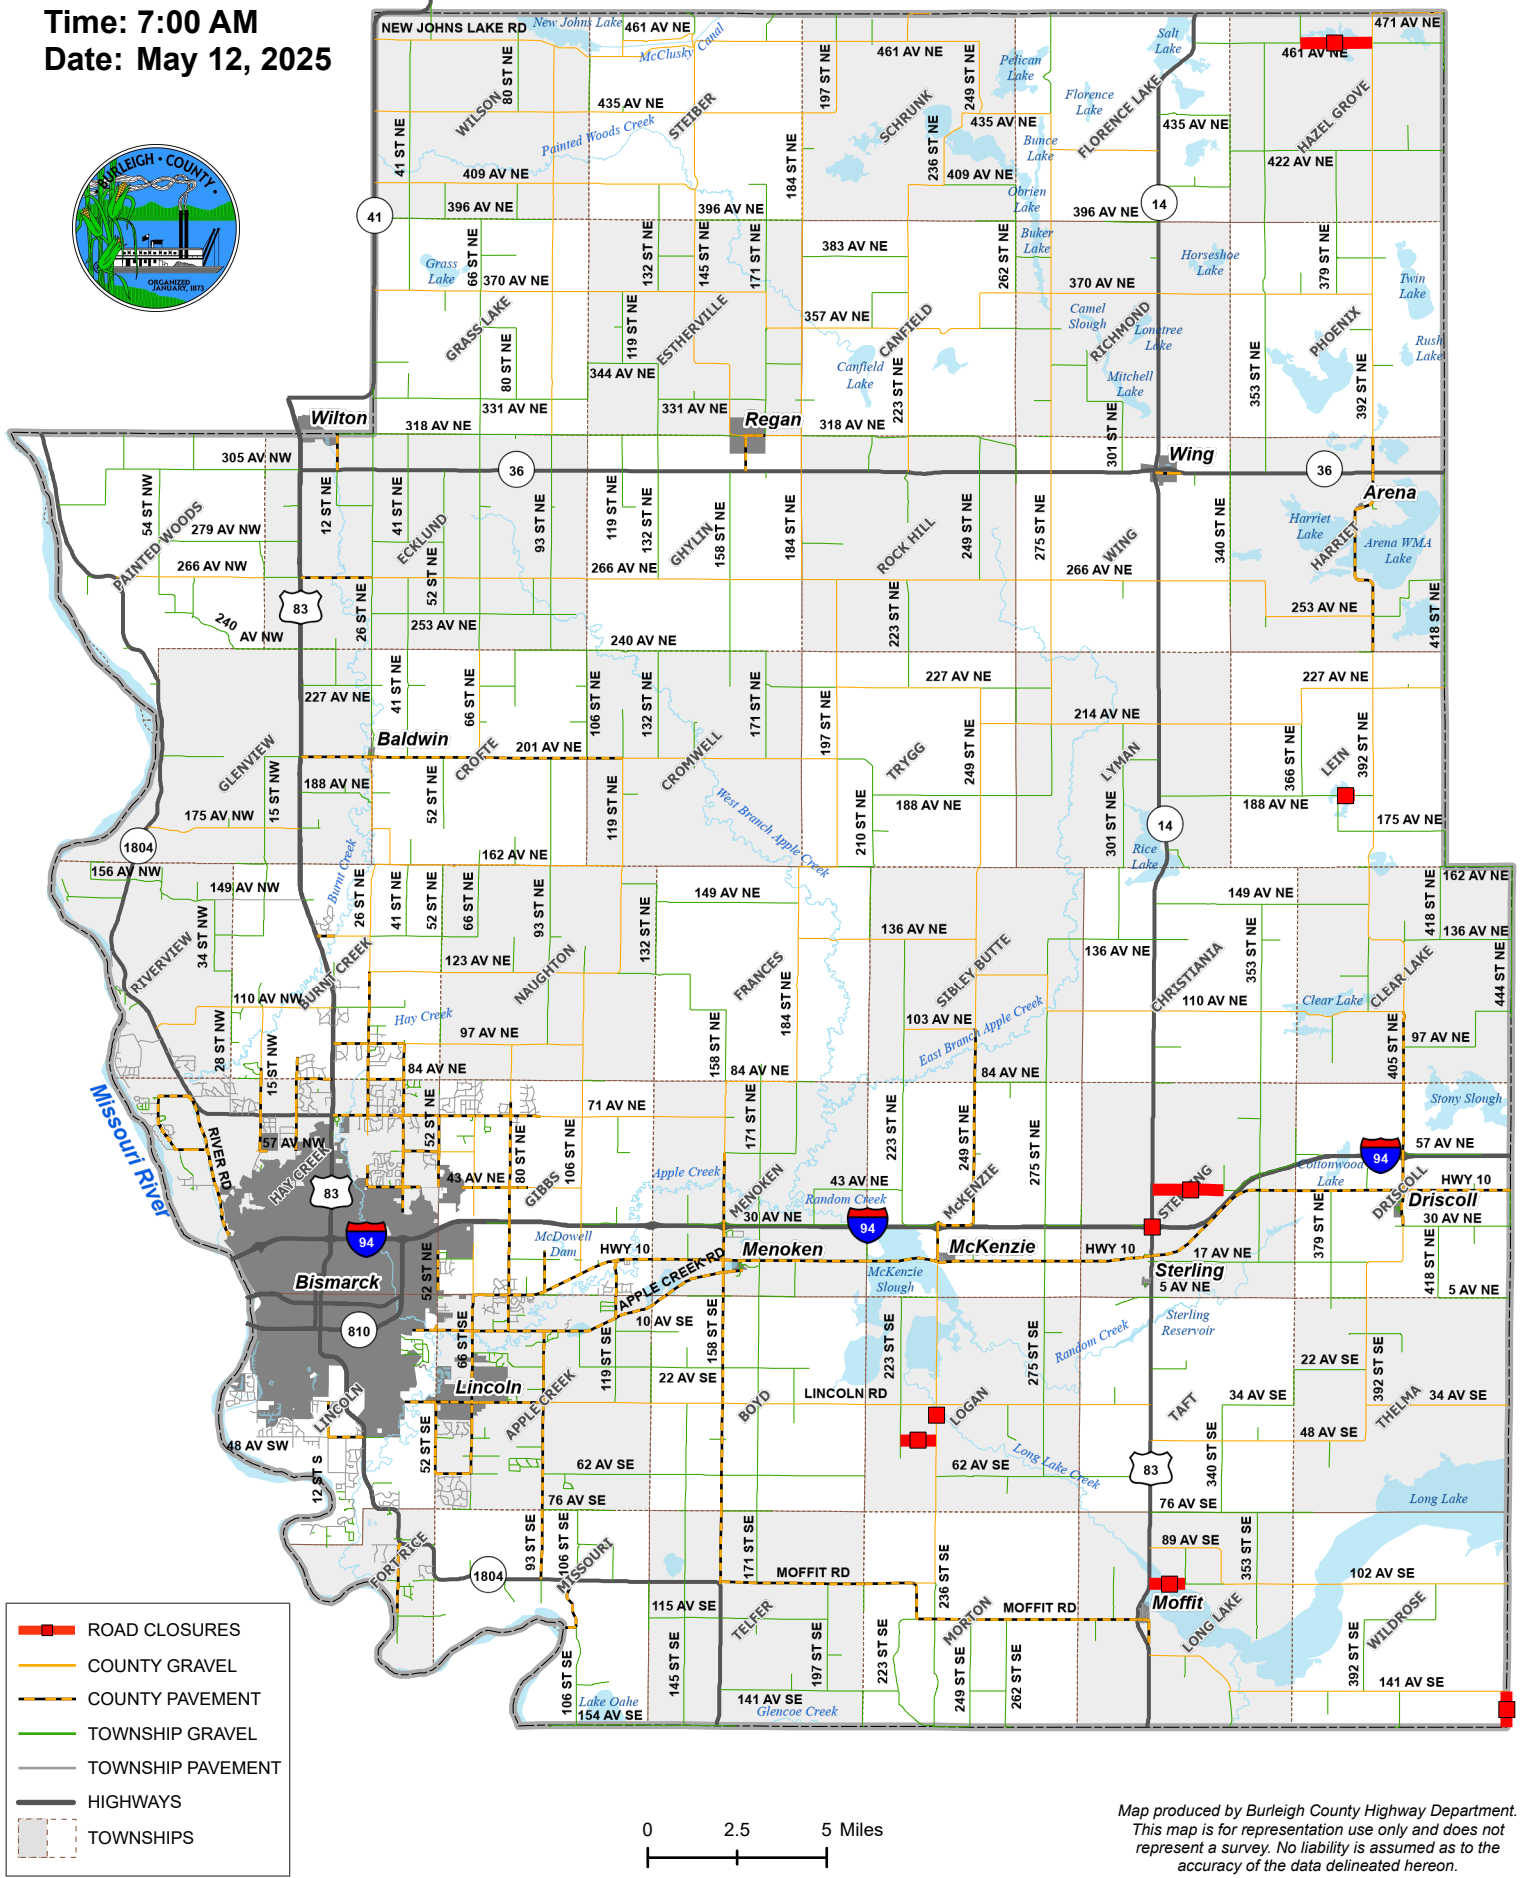 Time: 7:00 AM
Date: May 12, 2025
BURLEIGH • COUNTY •
ORGANIZED
JANUARY, 1873
NEW JOHNS LAKE RD
New Johns Lake
461 AV NE
McClusky Canal
461 AV NE
Salt
Lake
471 AV NE
461 AV NE
80 ST NE
WILSON
435 AV NE
STEIBER
197 ST NE
SCHRUNK
249 ST NE
Pelican
Lake
Florence
Lake
FLORENCE LAKE
435 AV NE
HAZEL GROVE
41 ST NE
Painted Woods Creek
184 ST NE
236 ST NE
435 AV NE
Bunce
Lake
422 AV NE
409 AV NE
409 AV NE
Obrien
Lake
41
396 AV NE
396 AV NE
396 AV NE
14
66 ST NE
132 ST NE
145 ST NE
171 ST NE
383 AV NE
262 ST NE
Buker
Lake
Horseshoe
Lake
379 ST NE
Grass
Lake
370 AV NE
370 AV NE
Twin
Lake
GRASS LAKE
119 ST NE
ESTHERVILLE
357 AV NE
CANFIELD
Camel
Slough
RICHMOND
Lonetree
Lake
PHOENIX
Rush
Lake
80 ST NE
344 AV NE
Canfield
Lake
223 ST NE
Mitchell
Lake
353 ST NE
392 ST NE
331 AV NE
331 AV NE
Wilton
318 AV NE
Regan
318 AV NE
301 ST NE
305 AV NW
36
Wing
36
54 ST NW
12 ST NE
41 ST NE
93 ST NE
119 ST NE
132 ST NE
158 ST NE
184 ST NE
249 ST NE
275 ST NE
340 ST NE
Arena
PAINTED WOODS
279 AV NW
ECKLUND
GHYLIN
ROCK HILL
WING
Harriet
Lake
HARRIET
Arena WMA
Lake
266 AV NW
52 ST NE
266 AV NE
266 AV NE
83
26 ST NE
253 AV NE
223 ST NE
253 AV NE
418 ST NE
240
AV NW
240 AV NE
227 AV NE
41 ST NE
66 ST NE
106 ST NE
132 ST NE
171 ST NE
197 ST NE
227 AV NE
227 AV NE
214 AV NE
Baldwin
201 AV NE
GLENVIEW
CROFTE
CROMWELL
TRYGG
249 ST NE
LYMAN
366 ST NE
LEIN
392 ST NE
15 ST NW
188 AV NE
52 ST NE
119 ST NE
West Branch Apple Creek
210 ST NE
188 AV NE
301 ST NE
188 AV NE
175 AV NW
175 AV NE
1804
14
Burnt Creek
162 AV NE
Rice
Lake
156 AV NW
149 AV NW
162 AV NE
26 ST NE
41 ST NE
52 ST NE
66 ST NE
93 ST NE
132 ST NE
149 AV NE
149 AV NE
418 ST NE
34 ST NW
136 AV NE
136 AV NE
136 AV NE
RIVERVIEW
BURNT CREEK
123 AV NE
NAUGHTON
FRANCES
184 ST NE
SIBLEY BUTTE
CHRISTIANIA
353 ST NE
CLEAR LAKE
444 ST NE
110 AV NW
Hay Creek
110 AV NE
Clear Lake
28 ST NW
97 AV NE
158 ST NE
103 AV NE
East Branch Apple Creek
405 ST NE
97 AV NE
15 ST NW
84 AV NE
84 AV NE
84 AV NE
Missouri River
52 ST NE
71 AV NE
171 ST NE
223 ST NE
249 ST NE
275 ST NE
Stony Slough
RIVER RD
57 AV NW
80 ST NE
106 ST NE
57 AV NE
94
HAY CREEK
83
43 AV NE
GIBBS
Apple Creek
MENOKEN
43 AV NE
Random Creek
McKENZIE
STERLING
Cottonwood
Lake
DRISCOLL
HWY 10
Driscoll
94
McDowell
Dam
30 AV NE
94
379 ST NE
30 AV NE
Bismarck
52 ST NE
HWY 10
Menoken
McKenzie
HWY 10
17 AV NE
418 ST NE
APPLE CREEK RD
McKenzie
Slough
Sterling
5 AV NE
5 AV NE
810
66 ST SE
10 AV SE
158 ST SE
223 ST SE
Random Creek
Sterling
Reservoir
119 ST SE
275 ST SE
22 AV SE
Lincoln
22 AV SE
LINCOLN RD
392 ST SE
34 AV SE
34 AV SE
LINCOLN
APPLE CREEK
BOYD
LOGAN
TAFT
THELMA
48 AV SW
52 ST SE
48 AV SE
Long Lake Creek
340 ST SE
12 ST S
62 AV SE
62 AV SE
83
76 AV SE
76 AV SE
Long Lake
FORT RICE
93 ST SE
106 ST SE
MISSOURI
171 ST SE
236 ST SE
89 AV SE
353 ST SE
1804
MOFFIT RD
102 AV SE
115 AV SE
TELFER
MORTON
MOFFIT RD
Moffit
LONG LAKE
WILDROSE
106 ST SE
145 ST SE
197 ST SE
223 ST SE
249 ST SE
262 ST SE
392 ST SE
141 AV SE
141 AV SE
Lake Oahe
154 AV SE
Glencoe Creek
ROAD CLOSURES
COUNTY GRAVEL
COUNTY PAVEMENT
TOWNSHIP GRAVEL
TOWNSHIP PAVEMENT
HIGHWAYS
TOWNSHIPS
0 2.5 5 Miles
Map produced by Burleigh County Highway Department.
This map is for representation use only and does not
represent a survey. No liability is assumed as to the
accuracy of the data delineated hereon.